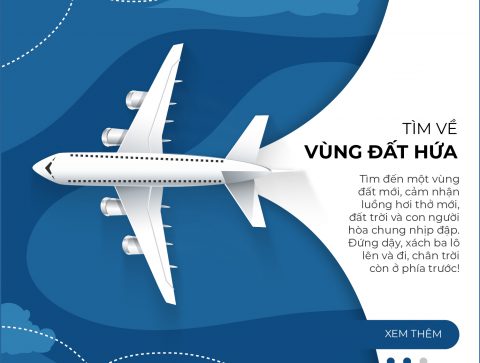 TÌM VỀ
VÙNG ĐẤT HỨA
Tìm đến một vùng
đất mới, cảm nhận
luồng hơi thở mới,
đất trời và con người
hòa chung nhịp đập.
Đứng dậy, xách ba lô
lên và đi, chân trời
còn ở phía trước!
XEM THÊM